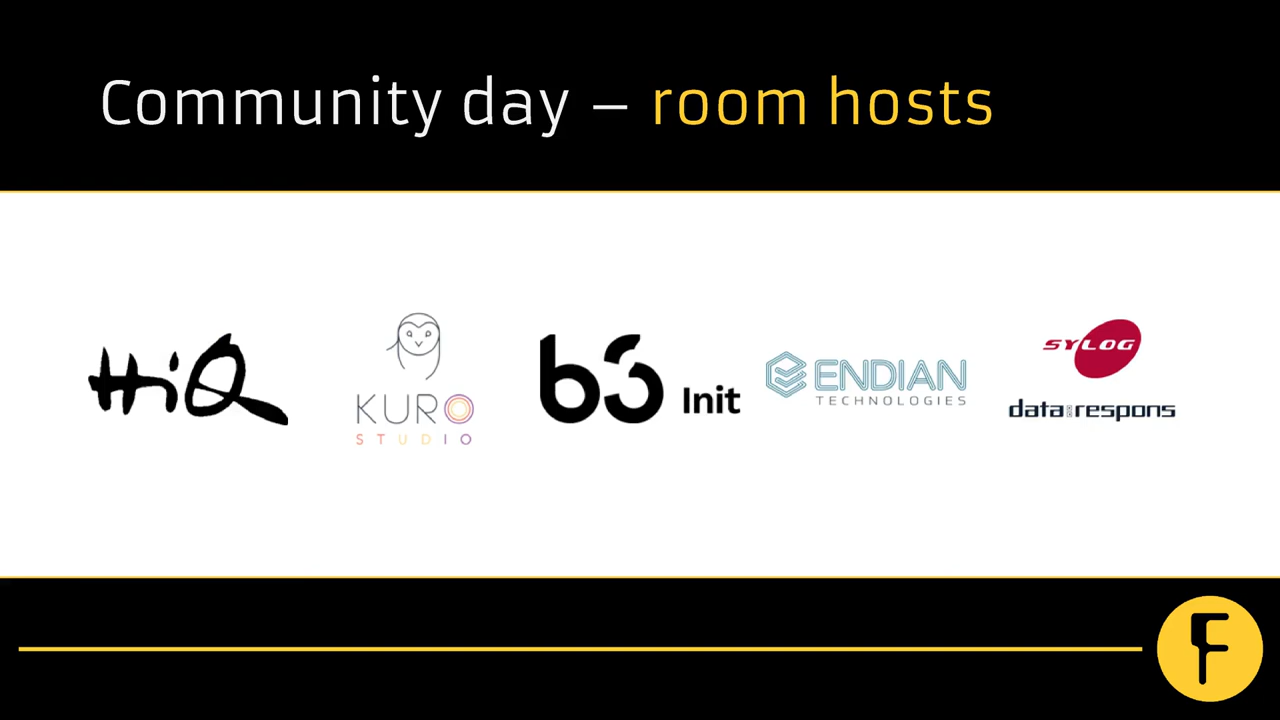 Community day – room hosts
HiQ
KURO
STUDIO
b3 Init
ENDIAN
TECHNOLOGIES
SYLOG
data respons
F